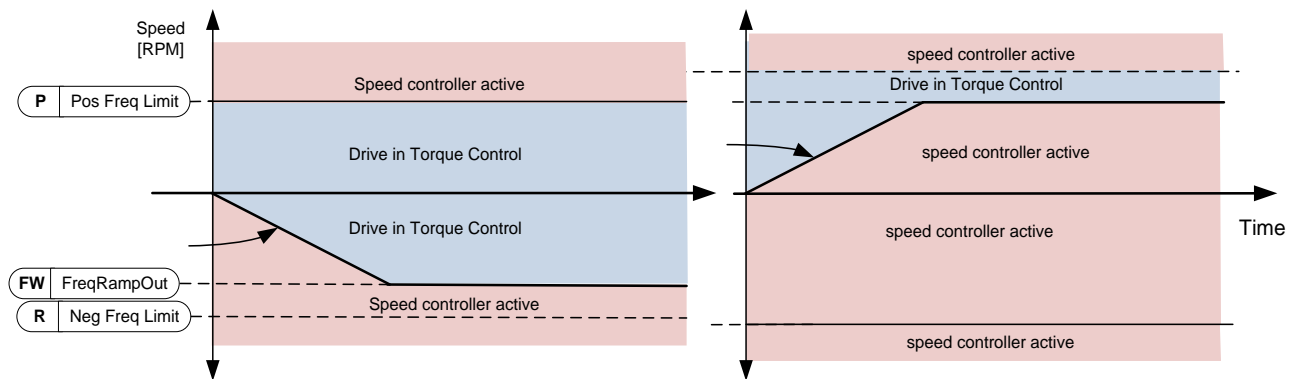 Speed
[RPM]
Speed controller active
P Pos Freq Limit
Drive in Torque Control
Drive in Torque Control
FW FreqRampOut
Speed controller active
R Neg Freq Limit
speed controller active
Drive in Torque Control
speed controller active
speed controller active
Time
speed controller active